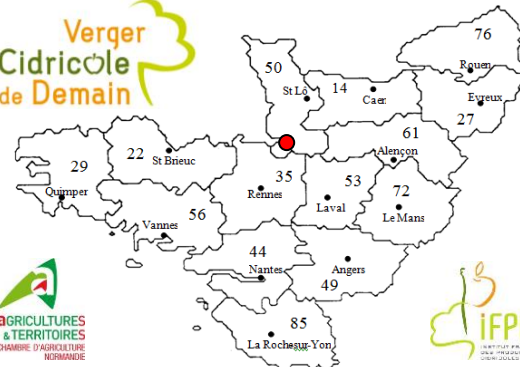 Verger
Cidricole
de Demain
76
Rouen
50
St Lô
14
Caen
Evreux
27
61
Alençon
29
Quimper
22
St Brieuc
35
Rennes
53
Laval
72
Le Mans
56
Vannes
44
Nantes
Angers
49
85
La Roche-sur-Yon
AGRICULTURES
& TERRITOIRES
CHAMBRE D'AGRICULTURE
NORMANDIE
iFP